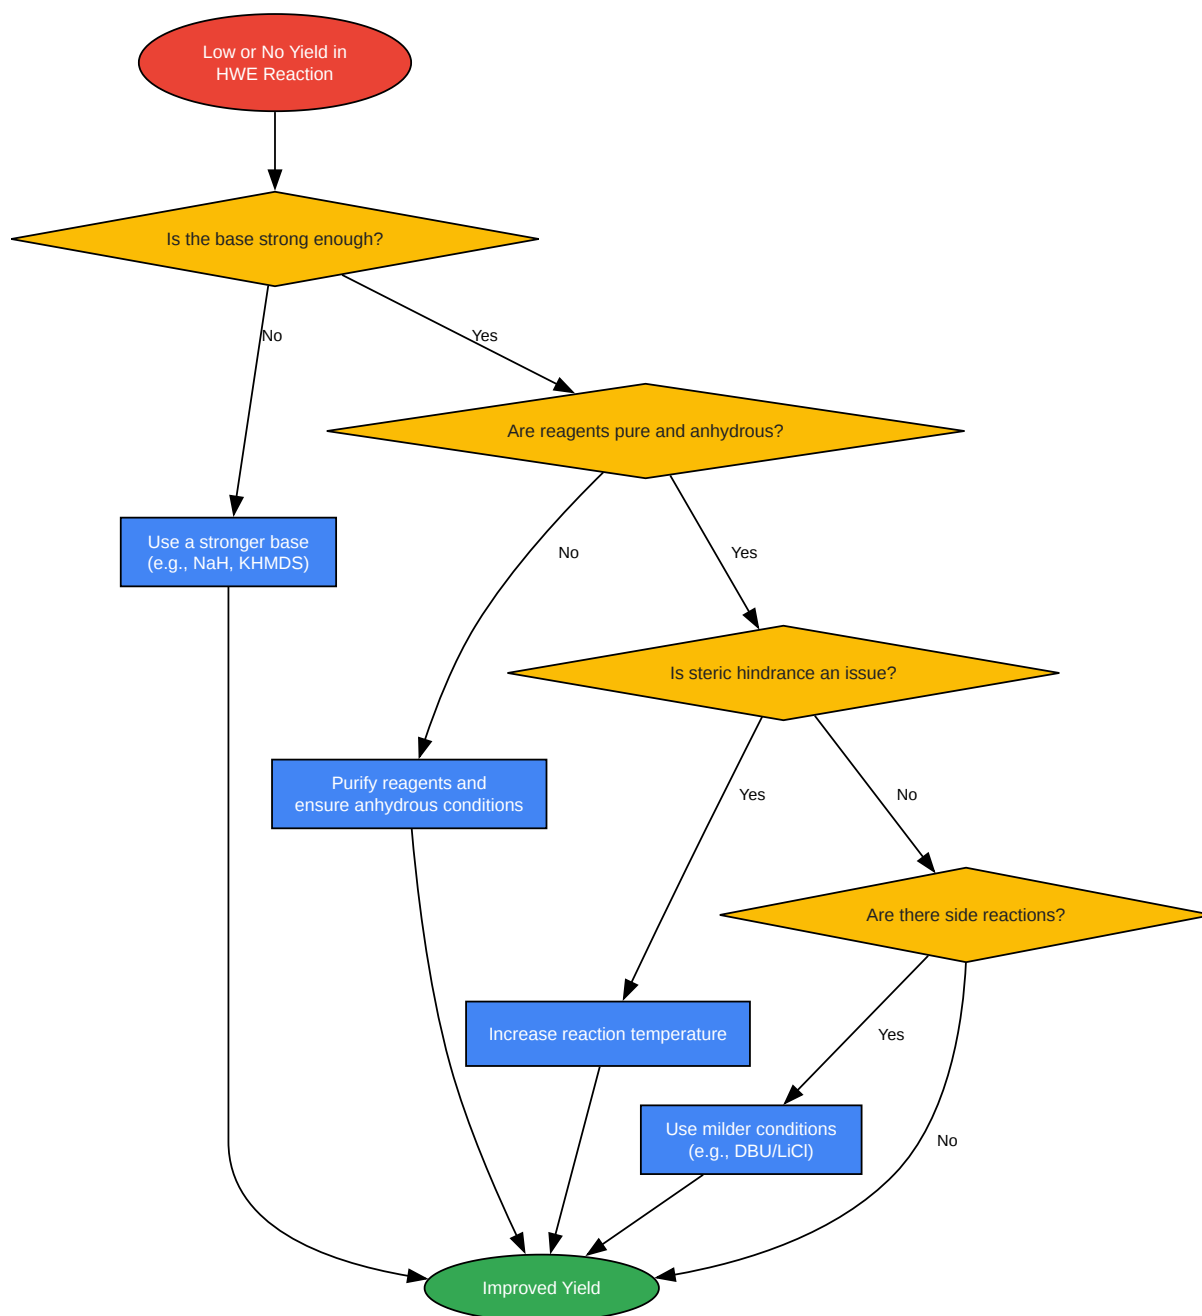 Low or No Yield in
HWE Reaction
Is the base strong enough?
No
Yes
Are reagents pure and anhydrous?
Use a stronger base
(e.g., NaH, KHMDS)
No
Yes
Is steric hindrance an issue?
Purify reagents and
ensure anhydrous conditions
Yes
No
Are there side reactions?
Increase reaction temperature
Yes
Use milder conditions
(e.g., DBU/LiCl)
No
Improved Yield